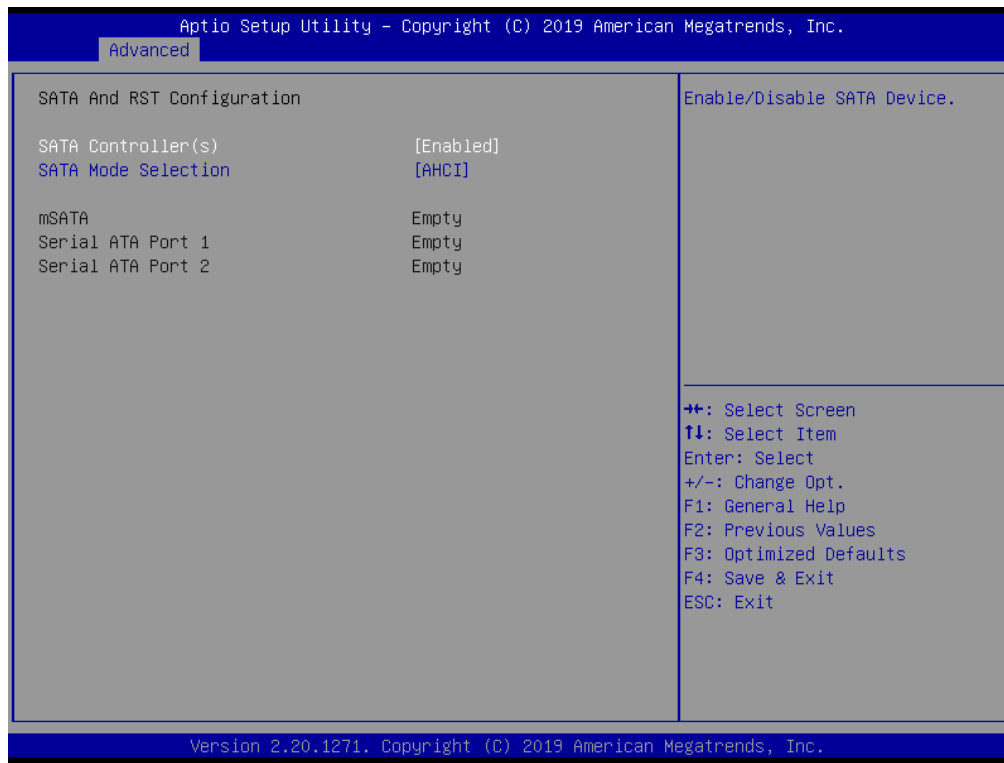 Aptio Setup Utility – Copyright (C) 2019 American Megatrends, Inc.
Advanced
SATA And RST Configuration
SATA Controller(s) [Enabled]
SATA Mode Selection [AHCI]
mSATA Empty
Serial ATA Port 1 Empty
Serial ATA Port 2 Empty
Enable/Disable SATA Device.
→←: Select Screen
↑↓: Select Item
Enter: Select
+/-: Change Opt.
F1: General Help
F2: Previous Values
F3: Optimized Defaults
F4: Save & Exit
ESC: Exit
Version 2.20.1271. Copyright (C) 2019 American Megatrends, Inc.